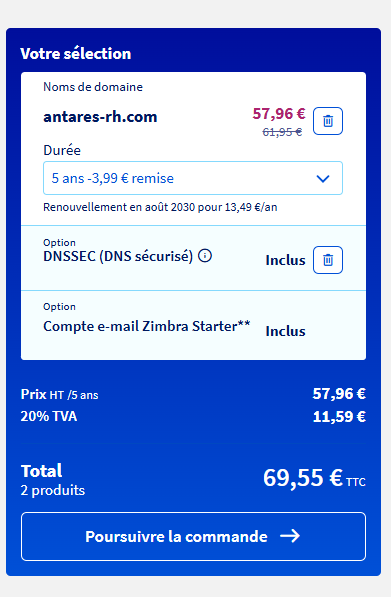 Votre sélection
Noms de domaine
antares-rh.com
57,96 €
61,95 €
Durée
5 ans -3,99 € remise
Renouvellement en août 2030 pour 13,49 €/an
Option
DNSSEC (DNS sécurisé)
Inclus
Option
Compte e-mail Zimbra Starter**
Inclus
Prix HT /5 ans 57,96 €
20% TVA 11,59 €
Total
2 produits
69,55 € TTC
Poursuivre la commande →